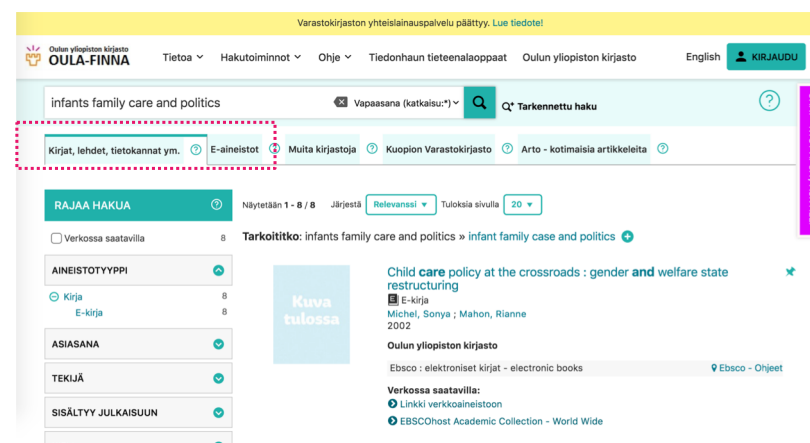 Varastokirjaston yhteislainauspalvelu päättyy. Lue tiedote!
Oulun yliopiston kirjasto
OULA-FINNA
Tietoa Hakutoiminnot Ohje Tiedonhaun tieteenalaoppaat Oulun yliopiston kirjasto English KIRJAUDU
infants family care and politics Vapaasana (katkaisu:*) Tarkennettu haku
Kirjat, lehdet, tietokannat ym. E-aineistot Muita kirjastoja Kuopion Varastokirjasto Arto - kotimaisia artikkeleita
RAJAA HAKUA Näytetään 1 - 8 / 8 Järjestä Relevanssi Tuloksia sivulla 20
Verkossa saatavilla 8
Tarkoititko: infants family care and politics » infant family case and politics
AINEISTOTYYPPI
Kirja 8
E-kirja 8
ASIASANA
TEKIJÄ
SISÄLTYY JULKAISUUN
Kuva
tulossa
Child care policy at the crossroads : gender and welfare state
restructuring
E E-kirja
Michel, Sonya ; Mahon, Rianne
2002
Oulun yliopiston kirjasto
Ebsco : elektroniset kirjat - electronic books Ebsco - Ohjeet
Verkossa saatavilla:
Linkki verkkoaineistoon
EBSCOhost Academic Collection - World Wide